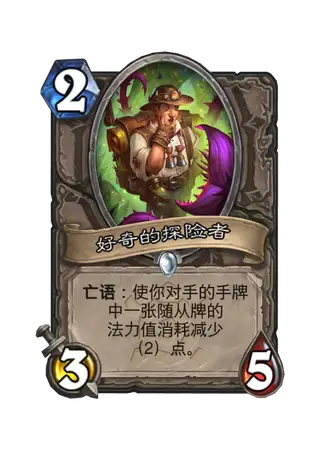 2
好奇的探险者
亡语：使你对手的手牌
中一张随从牌的
法力值消耗减少
（2）点。
3
5